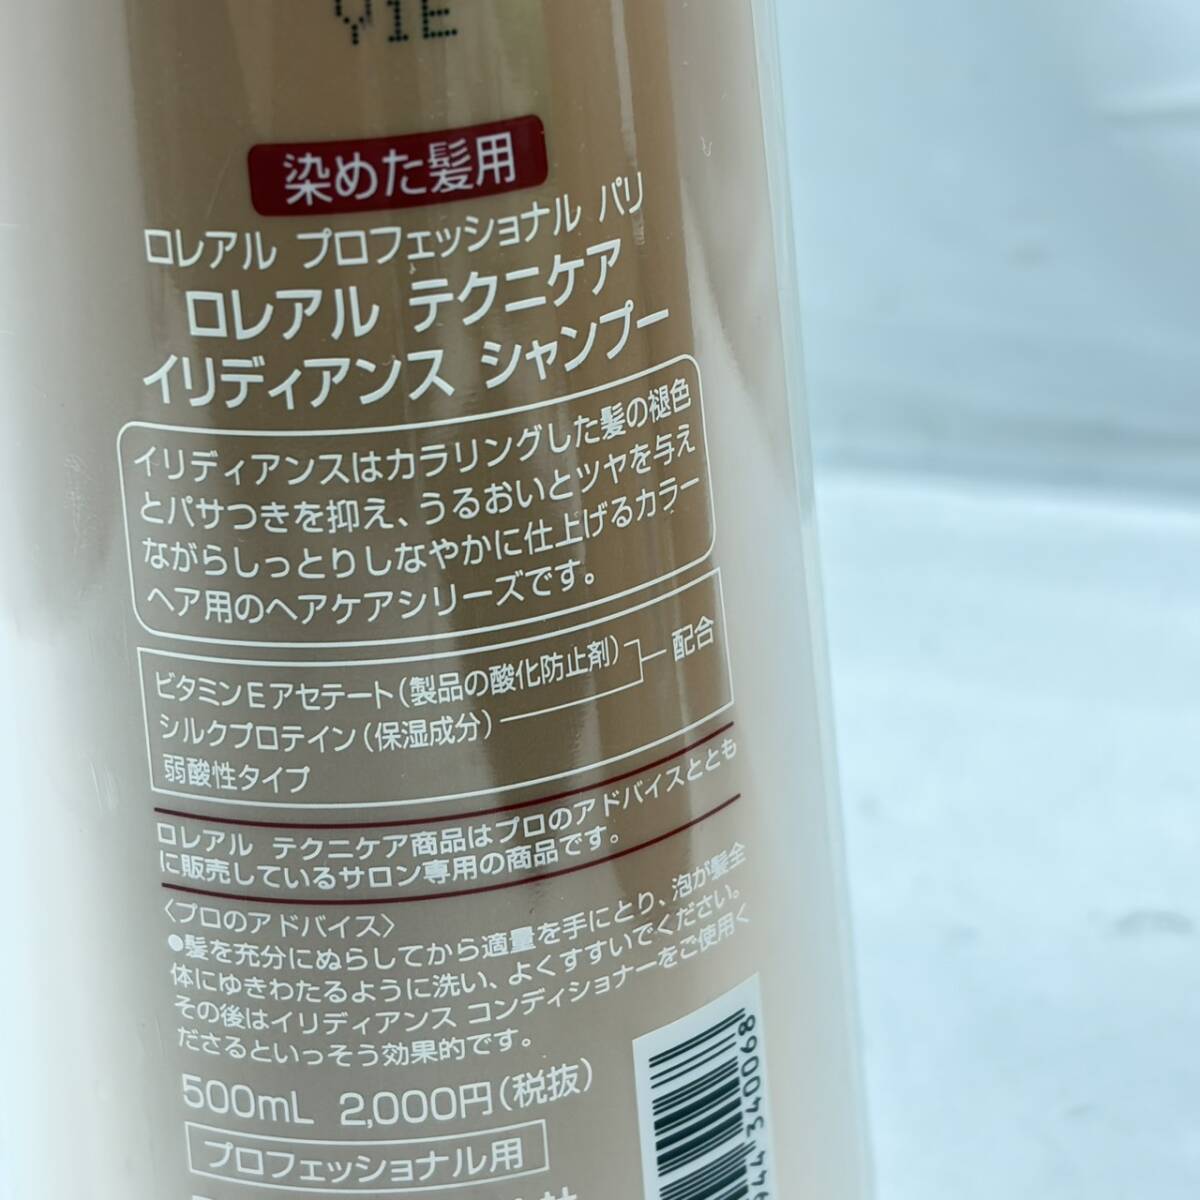 Y1E
染めた髪用
ロレアル プロフェッショナル パリ
ロレアル テクニケア
イリディアンス シャンプー
イリディアンスはカラリングした髪の褪色
とパサつきを抑え、うるおいとツヤを与え
ながらしっとりしなやかに仕上げるカラー
ヘア用のヘアケアシリーズです。
ビタミンEアセテート(製品の酸化防止剤)
配合
シルクプロテイン(保湿成分)
弱酸性タイプ
ロレアル テクニケア商品はプロのアドバイスととも
に販売しているサロン専用の商品です。
〈プロのアドバイス〉
●髪を充分にぬらしてから適量を手にとり、泡が髪全
体にゆきわたるように洗い、よくすすいでください。
その後はイリディアンス コンディショナーをご使用く
ださるといっそう効果的です。
500mL 2,000円(税抜)
プロフェッショナル用